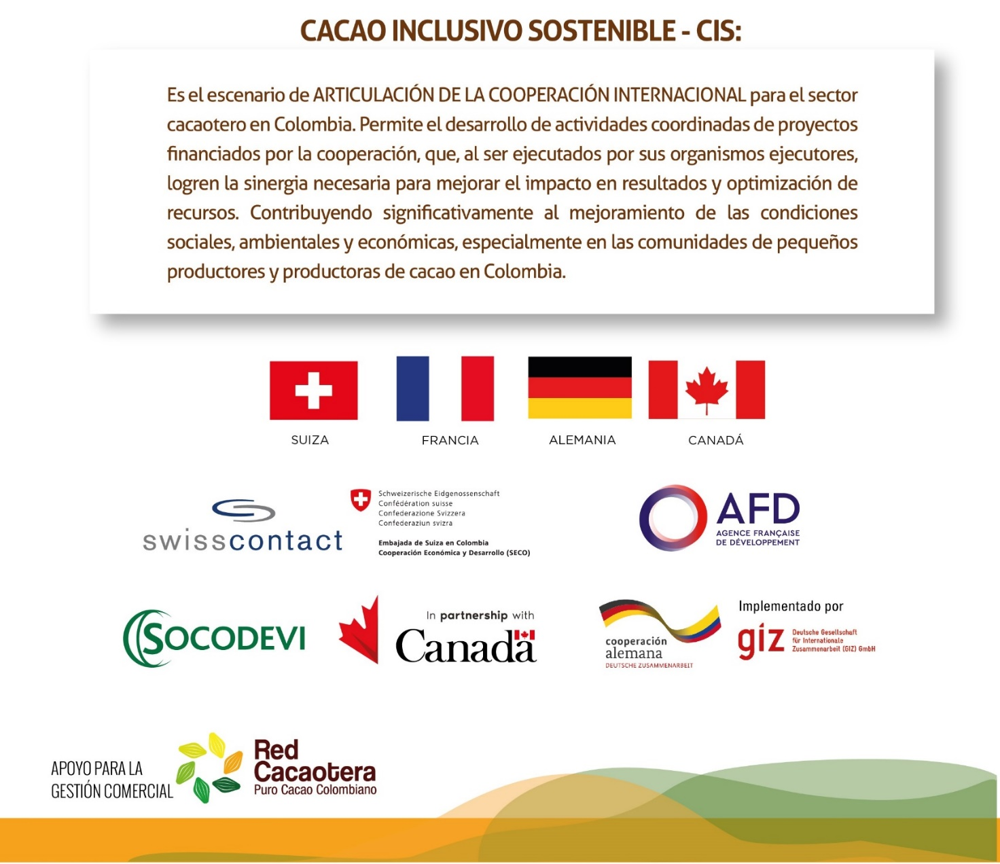 CACAO INCLUSIVO SOSTENIBLE - CIS:
Es el escenario de ARTICULACIÓN DE LA COOPERACIÓN INTERNACIONAL para el sector
cacaotero en Colombia. Permite el desarrollo de actividades coordinadas de proyectos
financiados por la cooperación, que, al ser ejecutados por sus organismos ejecutores,
logren la sinergia necesaria para mejorar el impacto en resultados y optimización de
recursos. Contribuyendo significativamente al mejoramiento de las condiciones
sociales, ambientales y económicas, especialmente en las comunidades de pequeños
productores y productoras de cacao en Colombia.
SUIZA
FRANCIA
ALEMANIA
CANADÁ
swisscontact
Schweizerische Eidgenossenschaft
Confédération suisse
Confederazione Svizzera
Confederaziun svizra
Embajada de Suiza en Colombia
Cooperación Económica y Desarrollo (SECO)
AFD
AGENCE FRANÇAISE
DE DÉVELOPPEMENT
SOCODEVI
In partnership with
Canada
cooperación
alemana
DEUTSCHE ZUSAMMENARBEIT
Implementado por
giz
Deutsche Gesellschaft
für Internationale
Zusammenarbeit (GIZ) GmbH
APOYO PARA LA
GESTIÓN COMERCIAL
Red
Cacaotera
Puro Cacao Colombiano